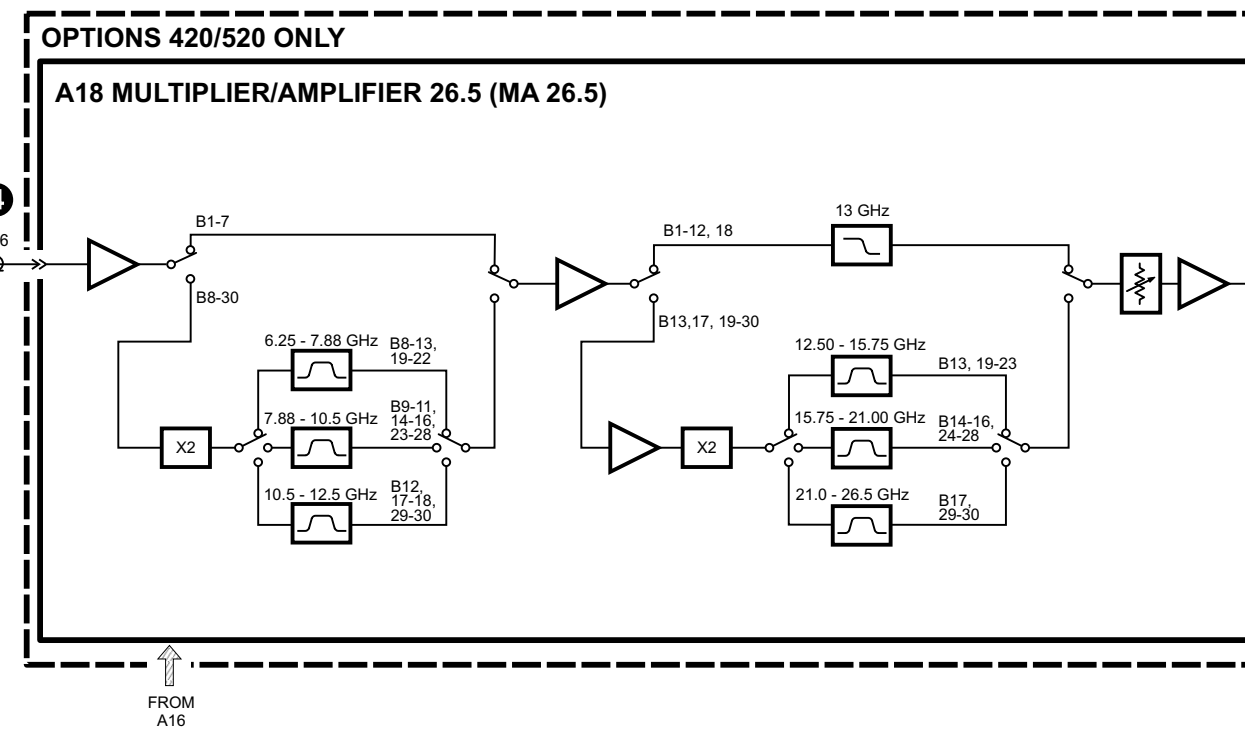 OPTIONS 420/520 ONLY
A18 MULTIPLIER/AMPLIFIER 26.5 (MA 26.5)
4
6
B1-7
B8-30
6.25 - 7.88 GHz
B8-13,
19-22
7.88 - 10.5 GHz
B9-11,
14-16,
23-28
X2
10.5 - 12.5 GHz
B12,
17-18,
29-30
B1-12, 18
13 GHz
B13,17, 19-30
12.50 - 15.75 GHz
B13, 19-23
15.75 - 21.00 GHz
B14-16,
24-28
X2
21.0 - 26.5 GHz
B17,
29-30
FROM
A16